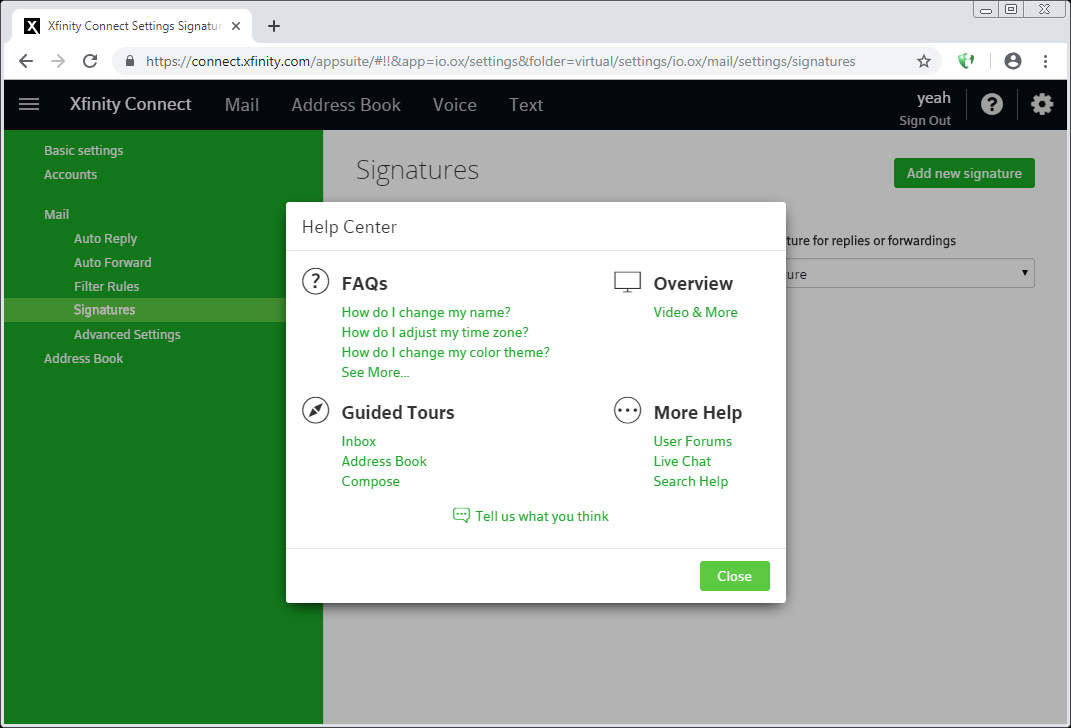 Xfinity Connect Settings Signatur
https://connect.xfinity.com/appsuite/#!!&app=io.ox/settings&folder=virtual/settings/io.ox/mail/settings/signatures
Xfinity Connect Mail Address Book Voice Text
yeah
Sign Out
Basic settings
Accounts
Mail
Auto Reply
Auto Forward
Filter Rules
Signatures
Advanced Settings
Address Book
Signatures
Add new signature
ture for replies or forwardings
ure
Help Center
FAQs
How do I change my name?
How do I adjust my time zone?
How do I change my color theme?
See More...
Overview
Video & More
Guided Tours
Inbox
Address Book
Compose
More Help
User Forums
Live Chat
Search Help
Tell us what you think
Close